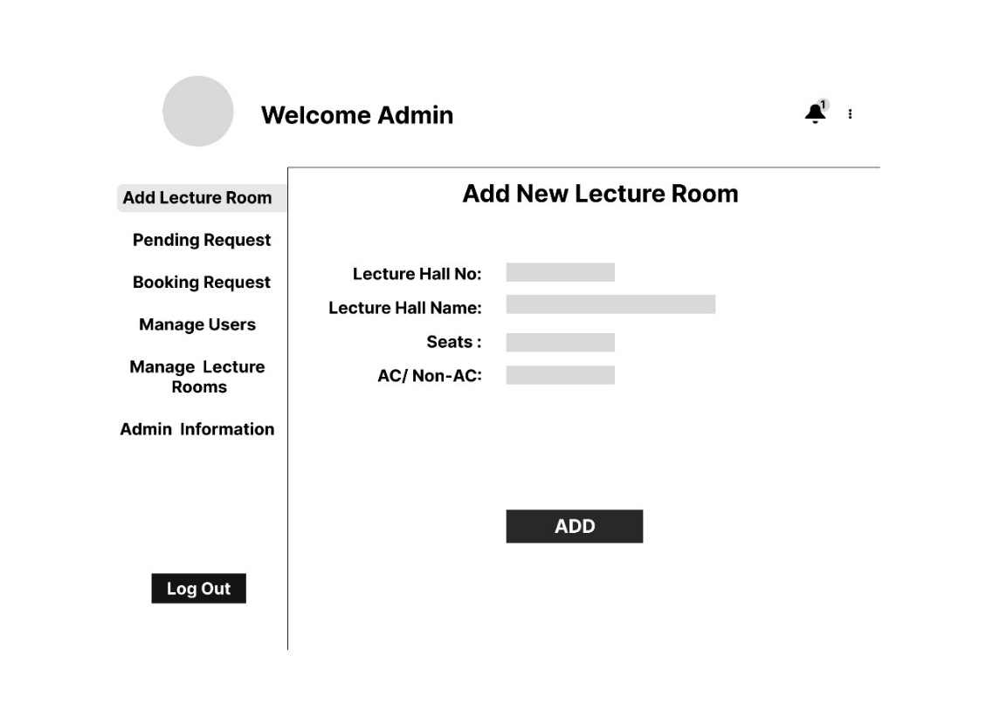 Welcome Admin
1
Add Lecture Room
Pending Request
Booking Request
Manage Users
Manage Lecture
Rooms
Admin Information
Log Out
Add New Lecture Room
Lecture Hall No:
Lecture Hall Name:
Seats :
AC/ Non-AC:
ADD